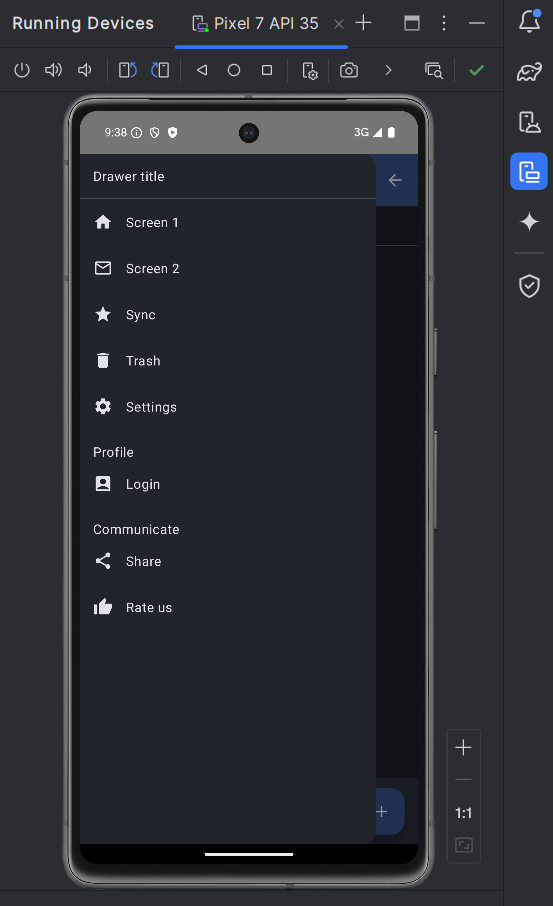 Running Devices
Pixel 7 API 35
9:38
3G
Drawer title
Screen 1
Screen 2
Sync
Trash
Settings
Profile
Login
Communicate
Share
Rate us
1:1